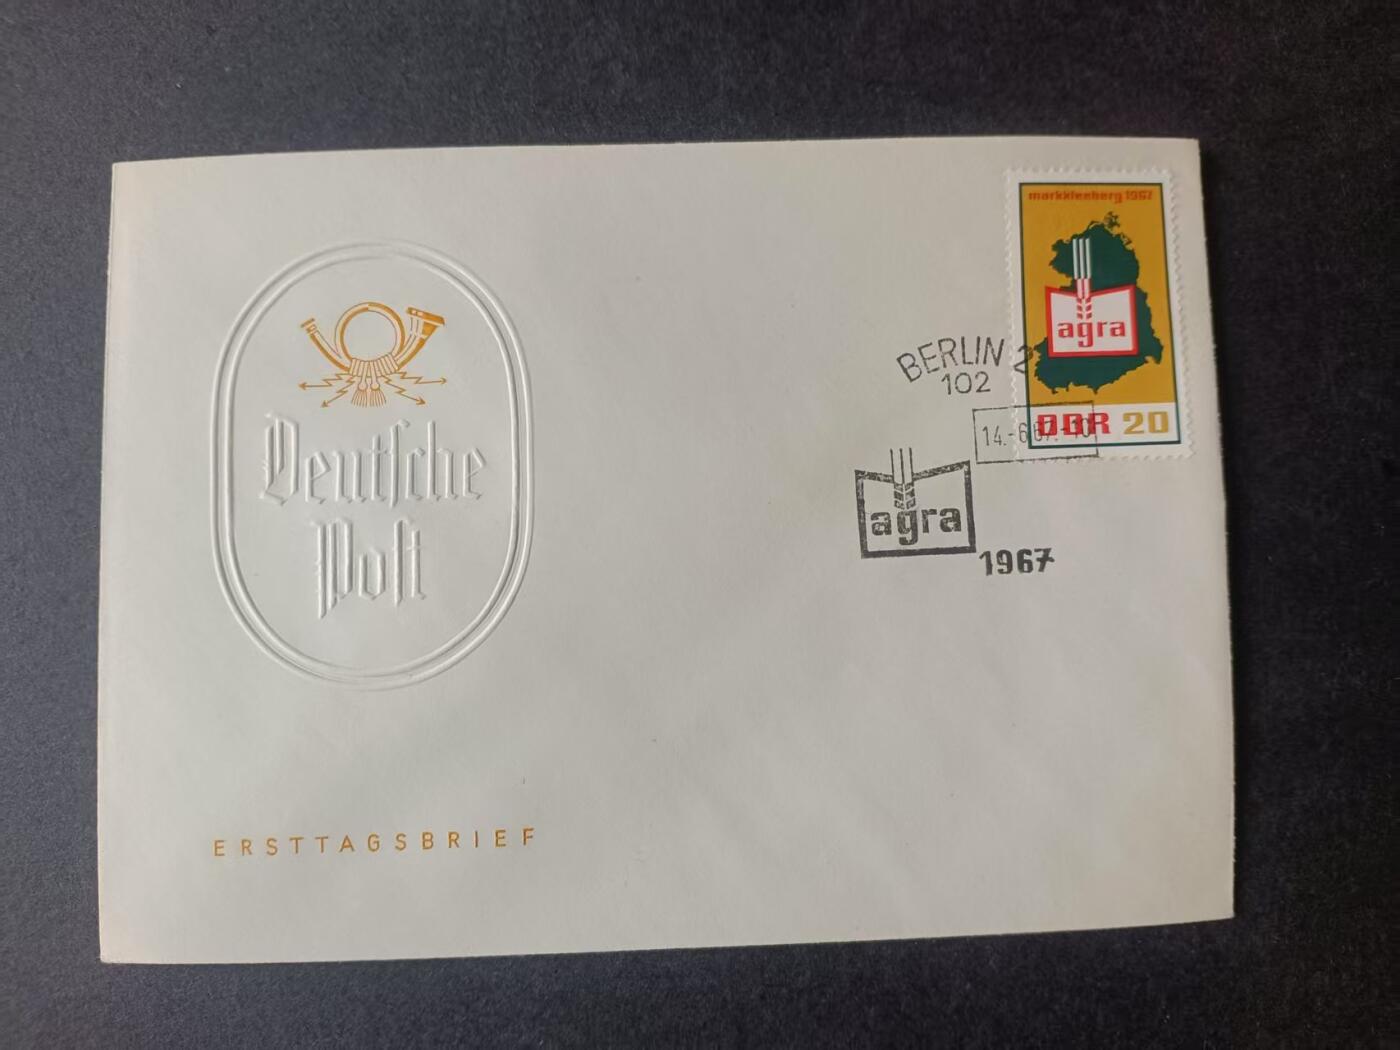 markkleeberg 1967
agra
DDR 20
BERLIN 2
102
14.-6.67.-10
agra
1967
Deutsche
Post
ERSTTAGSBRIEF